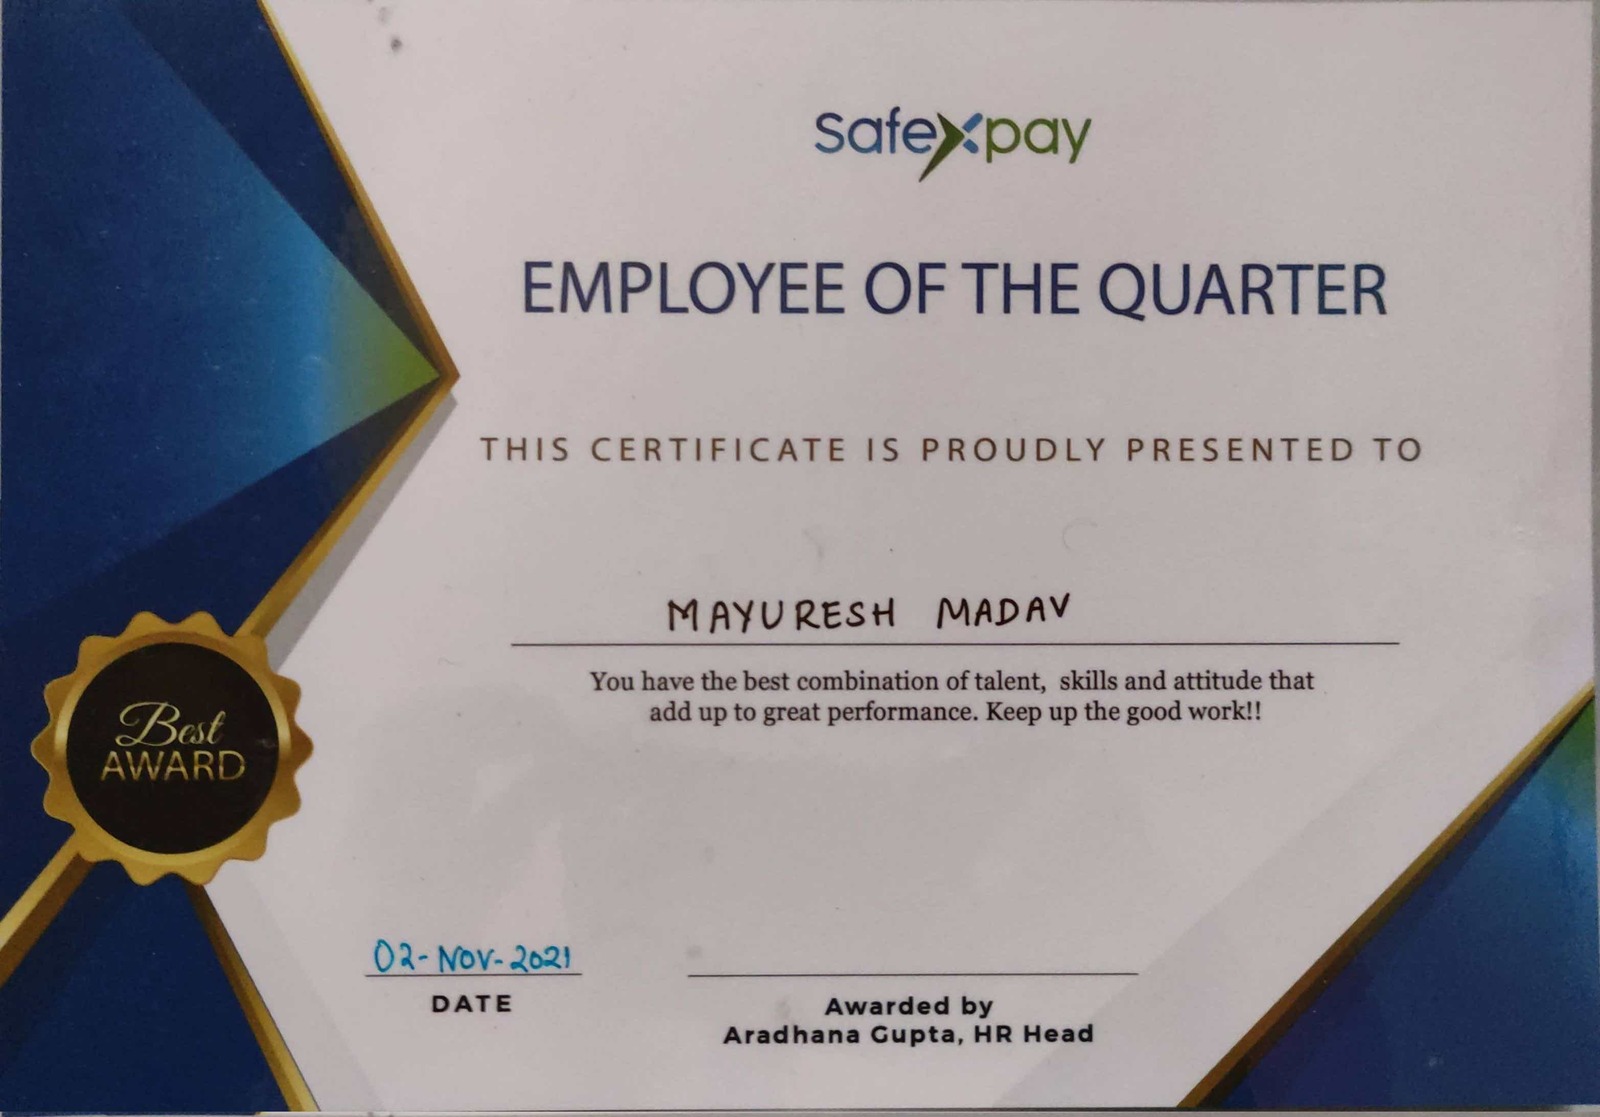 safexpay
EMPLOYEE OF THE QUARTER
THIS CERTIFICATE IS PROUDLY PRESENTED TO
MAYURESH MADAV
You have the best combination of talent, skills and attitude that
add up to great performance. Keep up the good work!!
Best
AWARD
02-NOV-2021
DATE
Awarded by
Aradhana Gupta, HR Head